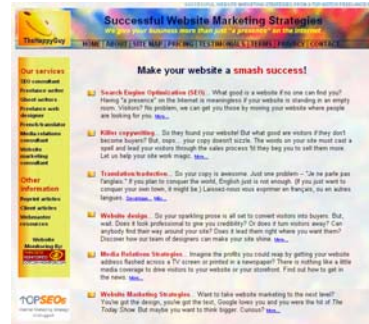 SUCCESSFUL WEBSITE MARKETING STRATEGIES FROM A TOP-NOTCH FREELANCER
Successful Website Marketing Strategies
We give your business more than just "a presence" on the Internet
TheHappyGuy
HOME | ABOUT | SITE MAP | PRICING | TESTIMONIALS | TERMS | PRIVACY | CONTACT
Our services
SEO consultant
Freelance writer
Ghost writers
Freelance web
designer
French translator
Media relations
consultant
Website
marketing
consultant
Other
information
Reprint articles
Client articles
Webmaster
resources
Website
Monitoring By:
TOPSEOs
Make your website a smash success!
Search Engine Optimization (SEO)... What good is a website if no one can find you?
Having "a presence" on the Internet is meaningless if your website is standing in an empty
room. Visitors? No problem, we can get you those by moving your website where people
are looking for you. More...
Killer copywriting... So they found your website! But what good are visitors if they don't
become buyers? But, oops... your copy doesn't sizzle. The words on your site must cast a
spell and lead your visitors through the sales process 'til they beg you to sell them more.
Let us help your site work magic. More...
Translation/traduction... So your copy is awesome. Just one problem – "Je ne parle pas
l'anglais." If you plan to conquer the world, English just is not enough. (If you just want to
conquer your own town, it might be.) Laissez-nous vous exprimer en français, ou en autres
langues.
Website design... So your sparkling prose is all set to convert visitors into buyers. But,
wait. Does it look professional to give you credibility? Or does it turn visitors away? Can
anybody find their way around your site? Does it lead them right where you want them?
Discover how our team of designers can make your site shine. More...
Media Relations Strategies... Imagine the profits you could reap by getting your website
address flashed across a TV screen or printed in a newspaper? There is nothing like a little
media coverage to drive visitors to your website or your storefront. Find out how to get in
the news. More...
Website Marketing Strategies... Want to take website marketing to the next level?
You've got the design, you've got the text, Google loves you and you were the hit of The
Today Show. But maybe you want to think bigger. Curious? More...